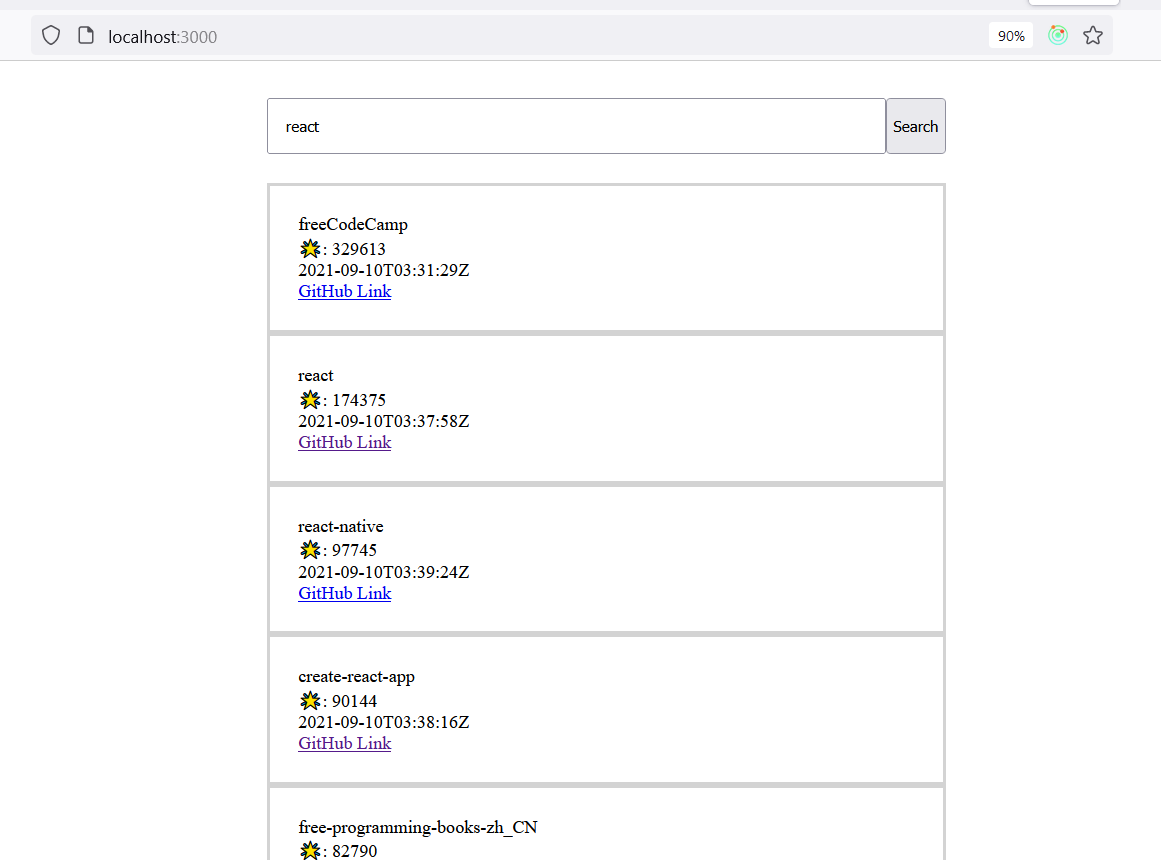 localhost:3000
90%
react
Search
freeCodeCamp
🌟: 329613
2021-09-10T03:31:29Z
GitHub Link
react
🌟: 174375
2021-09-10T03:37:58Z
GitHub Link
react-native
🌟: 97745
2021-09-10T03:39:24Z
GitHub Link
create-react-app
🌟: 90144
2021-09-10T03:38:16Z
GitHub Link
free-programming-books-zh_CN
🌟: 82790